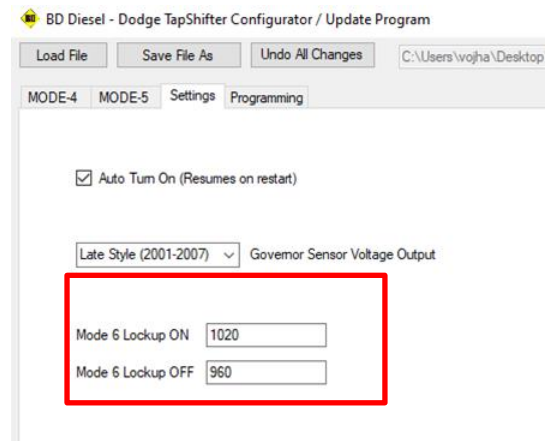 BD Diesel - Dodge TapShifter Configurator / Update Program
Load File Save File As Undo All Changes C:\Users\vojha\Desktop
MODE-4 MODE-5 Settings Programming
Auto Turn On (Resumes on restart)
Late Style (2001-2007) Governor Sensor Voltage Output
Mode 6 Lockup ON 1020
Mode 6 Lockup OFF 960